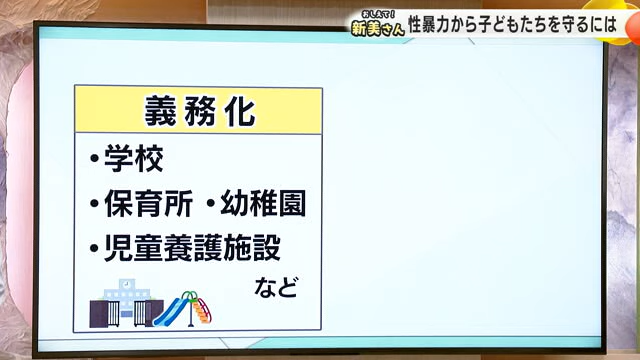 おしえて!
新美さん
性暴力から子どもたちを守るには
義務化
・学校
・保育所 ・幼稚園
・児童養護施設
など